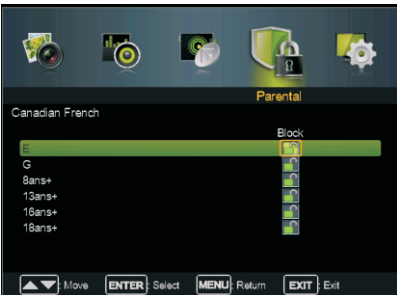 Parental
Canadian French
Block
E
G
8ans+
13ans+
16ans+
18ans+
▲▼: Move ENTER: Select MENU: Return EXIT: Exit